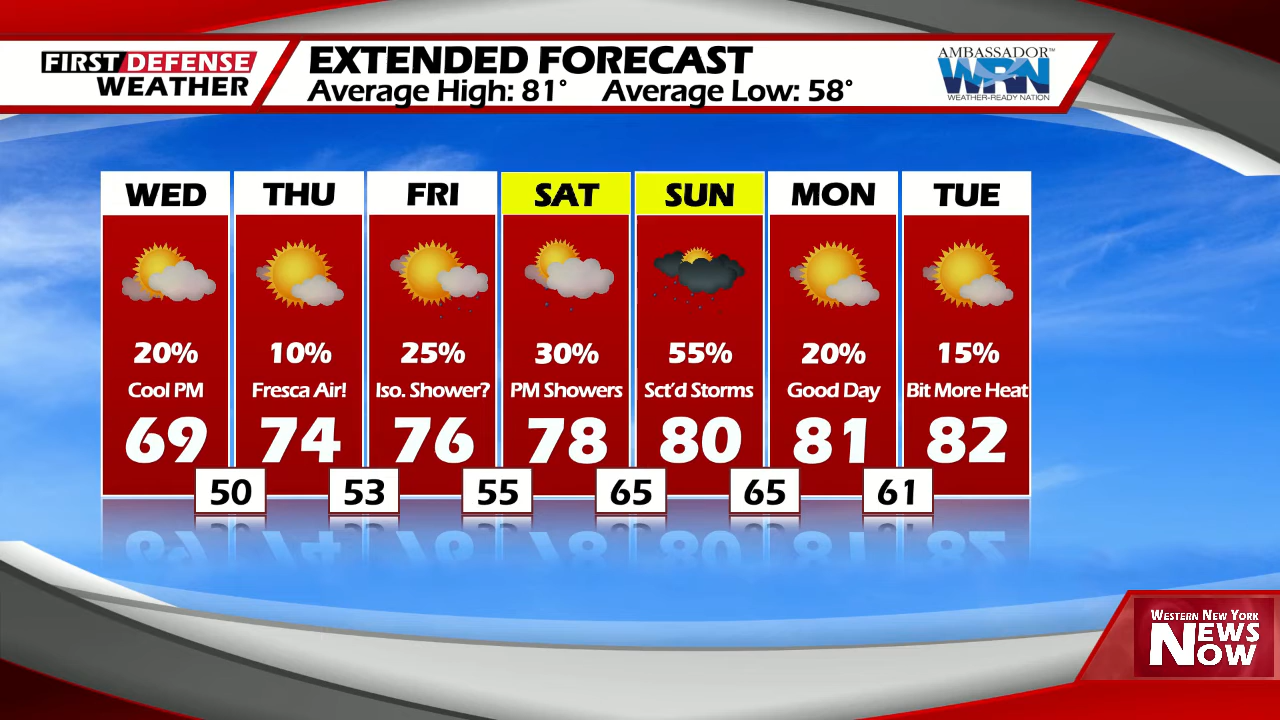 FIRST DEFENSE
WEATHER
EXTENDED FORECAST
Average High: 81° Average Low: 58°
AMBASSADOR™
WRN
WEATHER-READY NATION
WED THU FRI SAT SUN MON TUE
20% 10% 25% 30% 55% 20% 15%
Cool PM Fresca Air! Iso. Shower? PM Showers Sct'd Storms Good Day Bit More Heat
69 74 76 78 80 81 82
50 53 55 65 65 61
WESTERN NEW YORK
NEWS
NOW